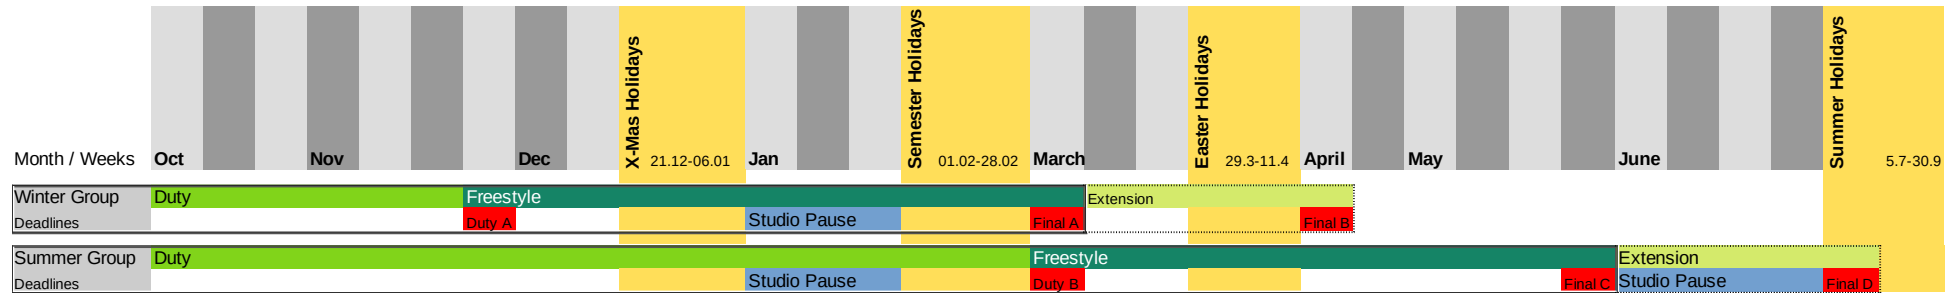 X-Mas Holidays
Semester Holidays
Easter Holidays
Summer Holidays
Month / Weeks Oct Nov Dec 21.12-06.01 Jan 01.02-28.02 March 29.3-11.4 April May June 5.7-30.9
Winter Group Duty Freestyle Extension
Deadlines Duty A Studio Pause Final A Final B
Summer Group Duty Freestyle Extension
Deadlines Studio Pause Duty B Final C Studio Pause Final D